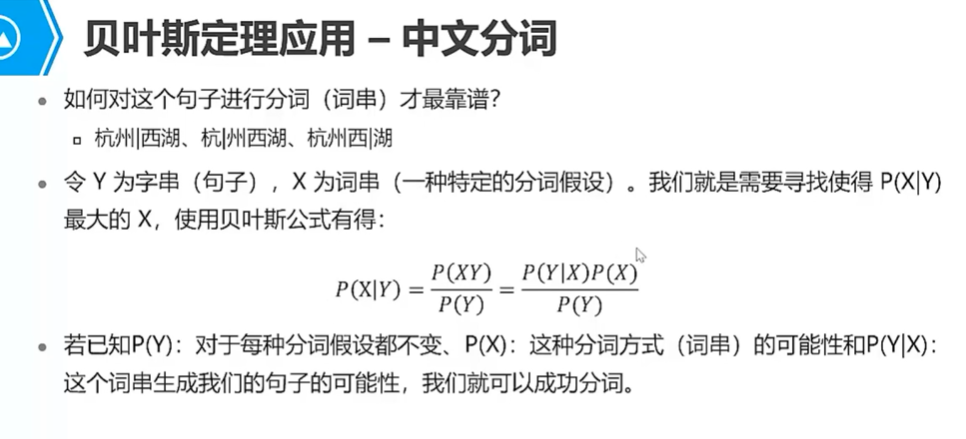 贝叶斯定理应用 – 中文分词
• 如何对这个句子进行分词（词串）才最靠谱？
▫ 杭州|西湖、杭|州西湖、杭州西|湖
• 令 Y 为字串（句子），X 为词串（一种特定的分词假设）。我们就是需要寻找使得 P(X|Y)
最大的 X，使用贝叶斯公式有得：
P(X|Y) = P(XY) / P(Y) = P(Y|X)P(X) / P(Y)
• 若已知P(Y)：对于每种分词假设都不变、P(X)：这种分词方式（词串）的可能性和P(Y|X)：
这个词串生成我们的句子的可能性，我们就可以成功分词。